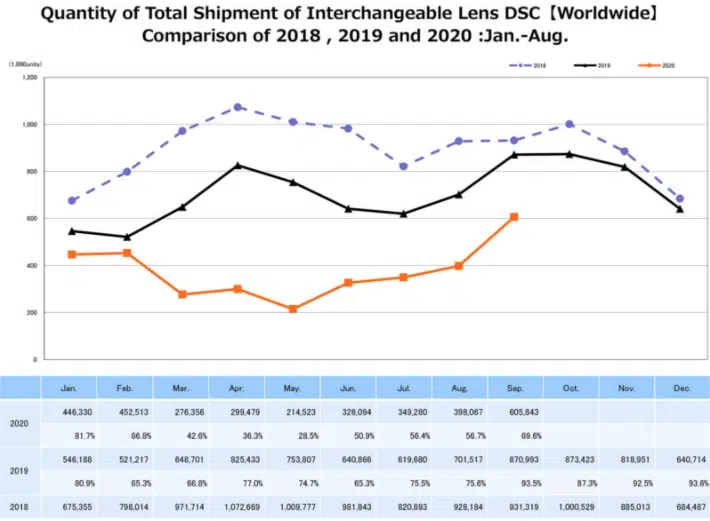 Quantity of Total Shipment of Interchangeable Lens DSC【Worldwide】
Comparison of 2018 , 2019 and 2020 :Jan.-Aug.
(1,000units)
2018 2019 2020
1,200
1,000
800
600
400
200
0
Jan. Feb. Mar. Apr. May. Jun. Jul. Aug. Sep. Oct. Nov. Dec.
2020
446,330 452,513 276,356 299,479 214,523 326,094 349,280 398,067 605,843
81.7% 86.8% 42.6% 36.3% 28.5% 50.9% 56.4% 56.7% 69.6%
2019
546,188 521,217 648,701 825,433 753,807 640,866 619,680 701,517 870,993 873,423 818,951 640,714
80.9% 65.3% 66.8% 77.0% 74.7% 65.3% 75.5% 75.6% 93.5% 87.3% 92.5% 93.6%
2018 675,355 798,014 971,714 1,072,669 1,009,777 981,843 820,893 928,184 931,319 1,000,529 885,013 684,487